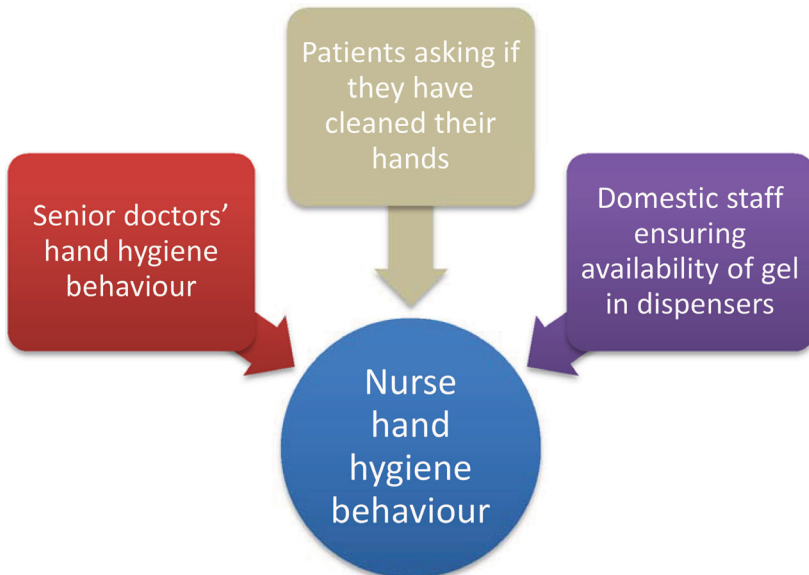 Patients asking if
they have
cleaned their
hands
Senior doctors’
hand hygiene
behaviour
Domestic staff
ensuring
availability of gel
in dispensers
Nurse
hand
hygiene
behaviour